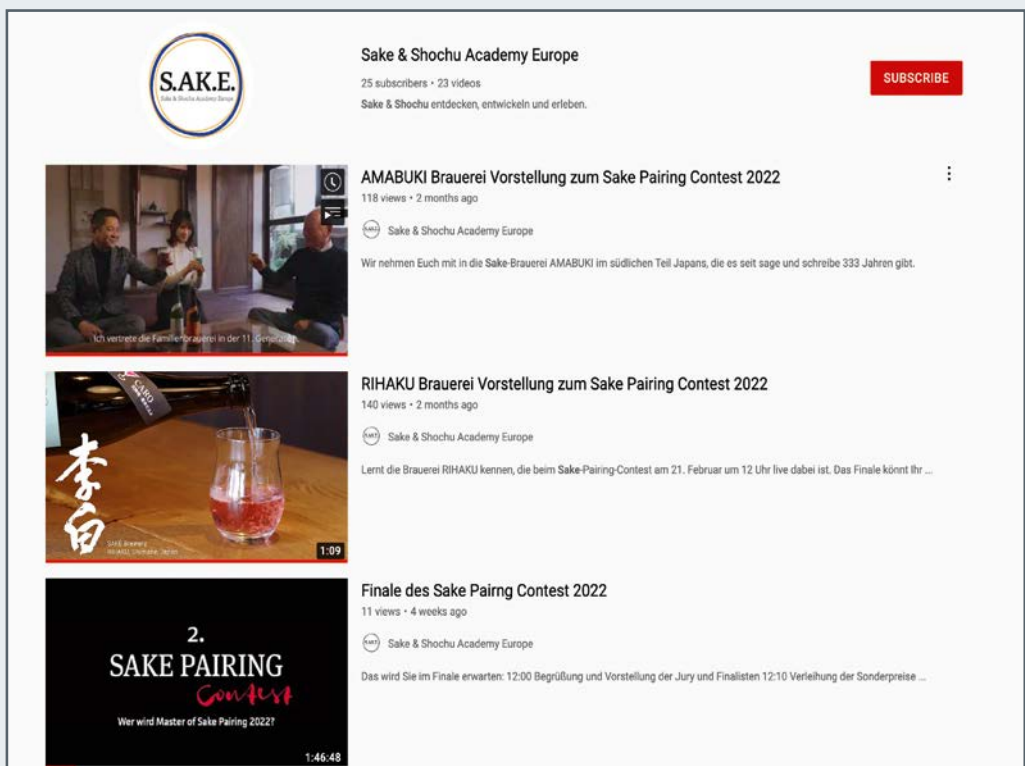 S.AK.E.
Sake & Shochu Academy Europe
Sake & Shochu Academy Europe
25 subscribers • 23 videos
Sake & Shochu entdecken, entwickeln und erleben.
SUBSCRIBE
Ich vertrete die Familienbrauerei in der 11. Generation.
AMABUKI Brauerei Vorstellung zum Sake Pairing Contest 2022
118 views • 2 months ago
Sake & Shochu Academy Europe
Wir nehmen Euch mit in die Sake-Brauerei AMABUKI im südlichen Teil Japans, die es seit sage und schreibe 333 Jahren gibt.
CARD
李白
SAKE Brewery
RIHAKU, Shimane, Japan
1:09
RIHAKU Brauerei Vorstellung zum Sake Pairing Contest 2022
140 views • 2 months ago
Sake & Shochu Academy Europe
Lernt die Brauerei RIHAKU kennen, die beim Sake-Pairing-Contest am 21. Februar um 12 Uhr live dabei ist. Das Finale könnt Ihr ...
2.
SAKE PAIRING
Contest
Wer wird Master of Sake Pairing 2022?
1:46:48
Finale des Sake Pairng Contest 2022
11 views • 4 weeks ago
Sake & Shochu Academy Europe
Das wird Sie im Finale erwarten: 12:00 Begrüßung und Vorstellung der Jury und Finalisten 12:10 Verleihung der Sonderpreise ...